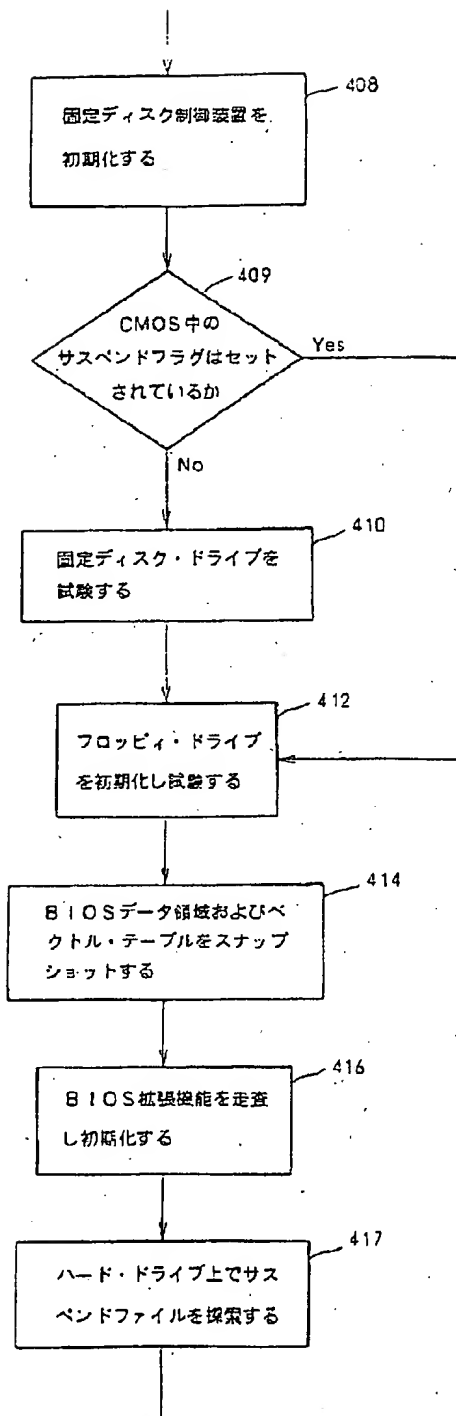 408
固定ディスク制御装置を
初期化する
409
CMOS中の
サスペンドフラグはセット
されているか
Yes
No
410
固定ディスク・ドライブを
試験する
412
フロッピィ・ドライブ
を初期化し試験する
414
BIOSデータ領域およびベ
クトル・テーブルをスナップ
ショットする
416
BIOS拡張機能を走査
し初期化する
417
ハード・ドライブ上でサス
ペンドファイルを探索する